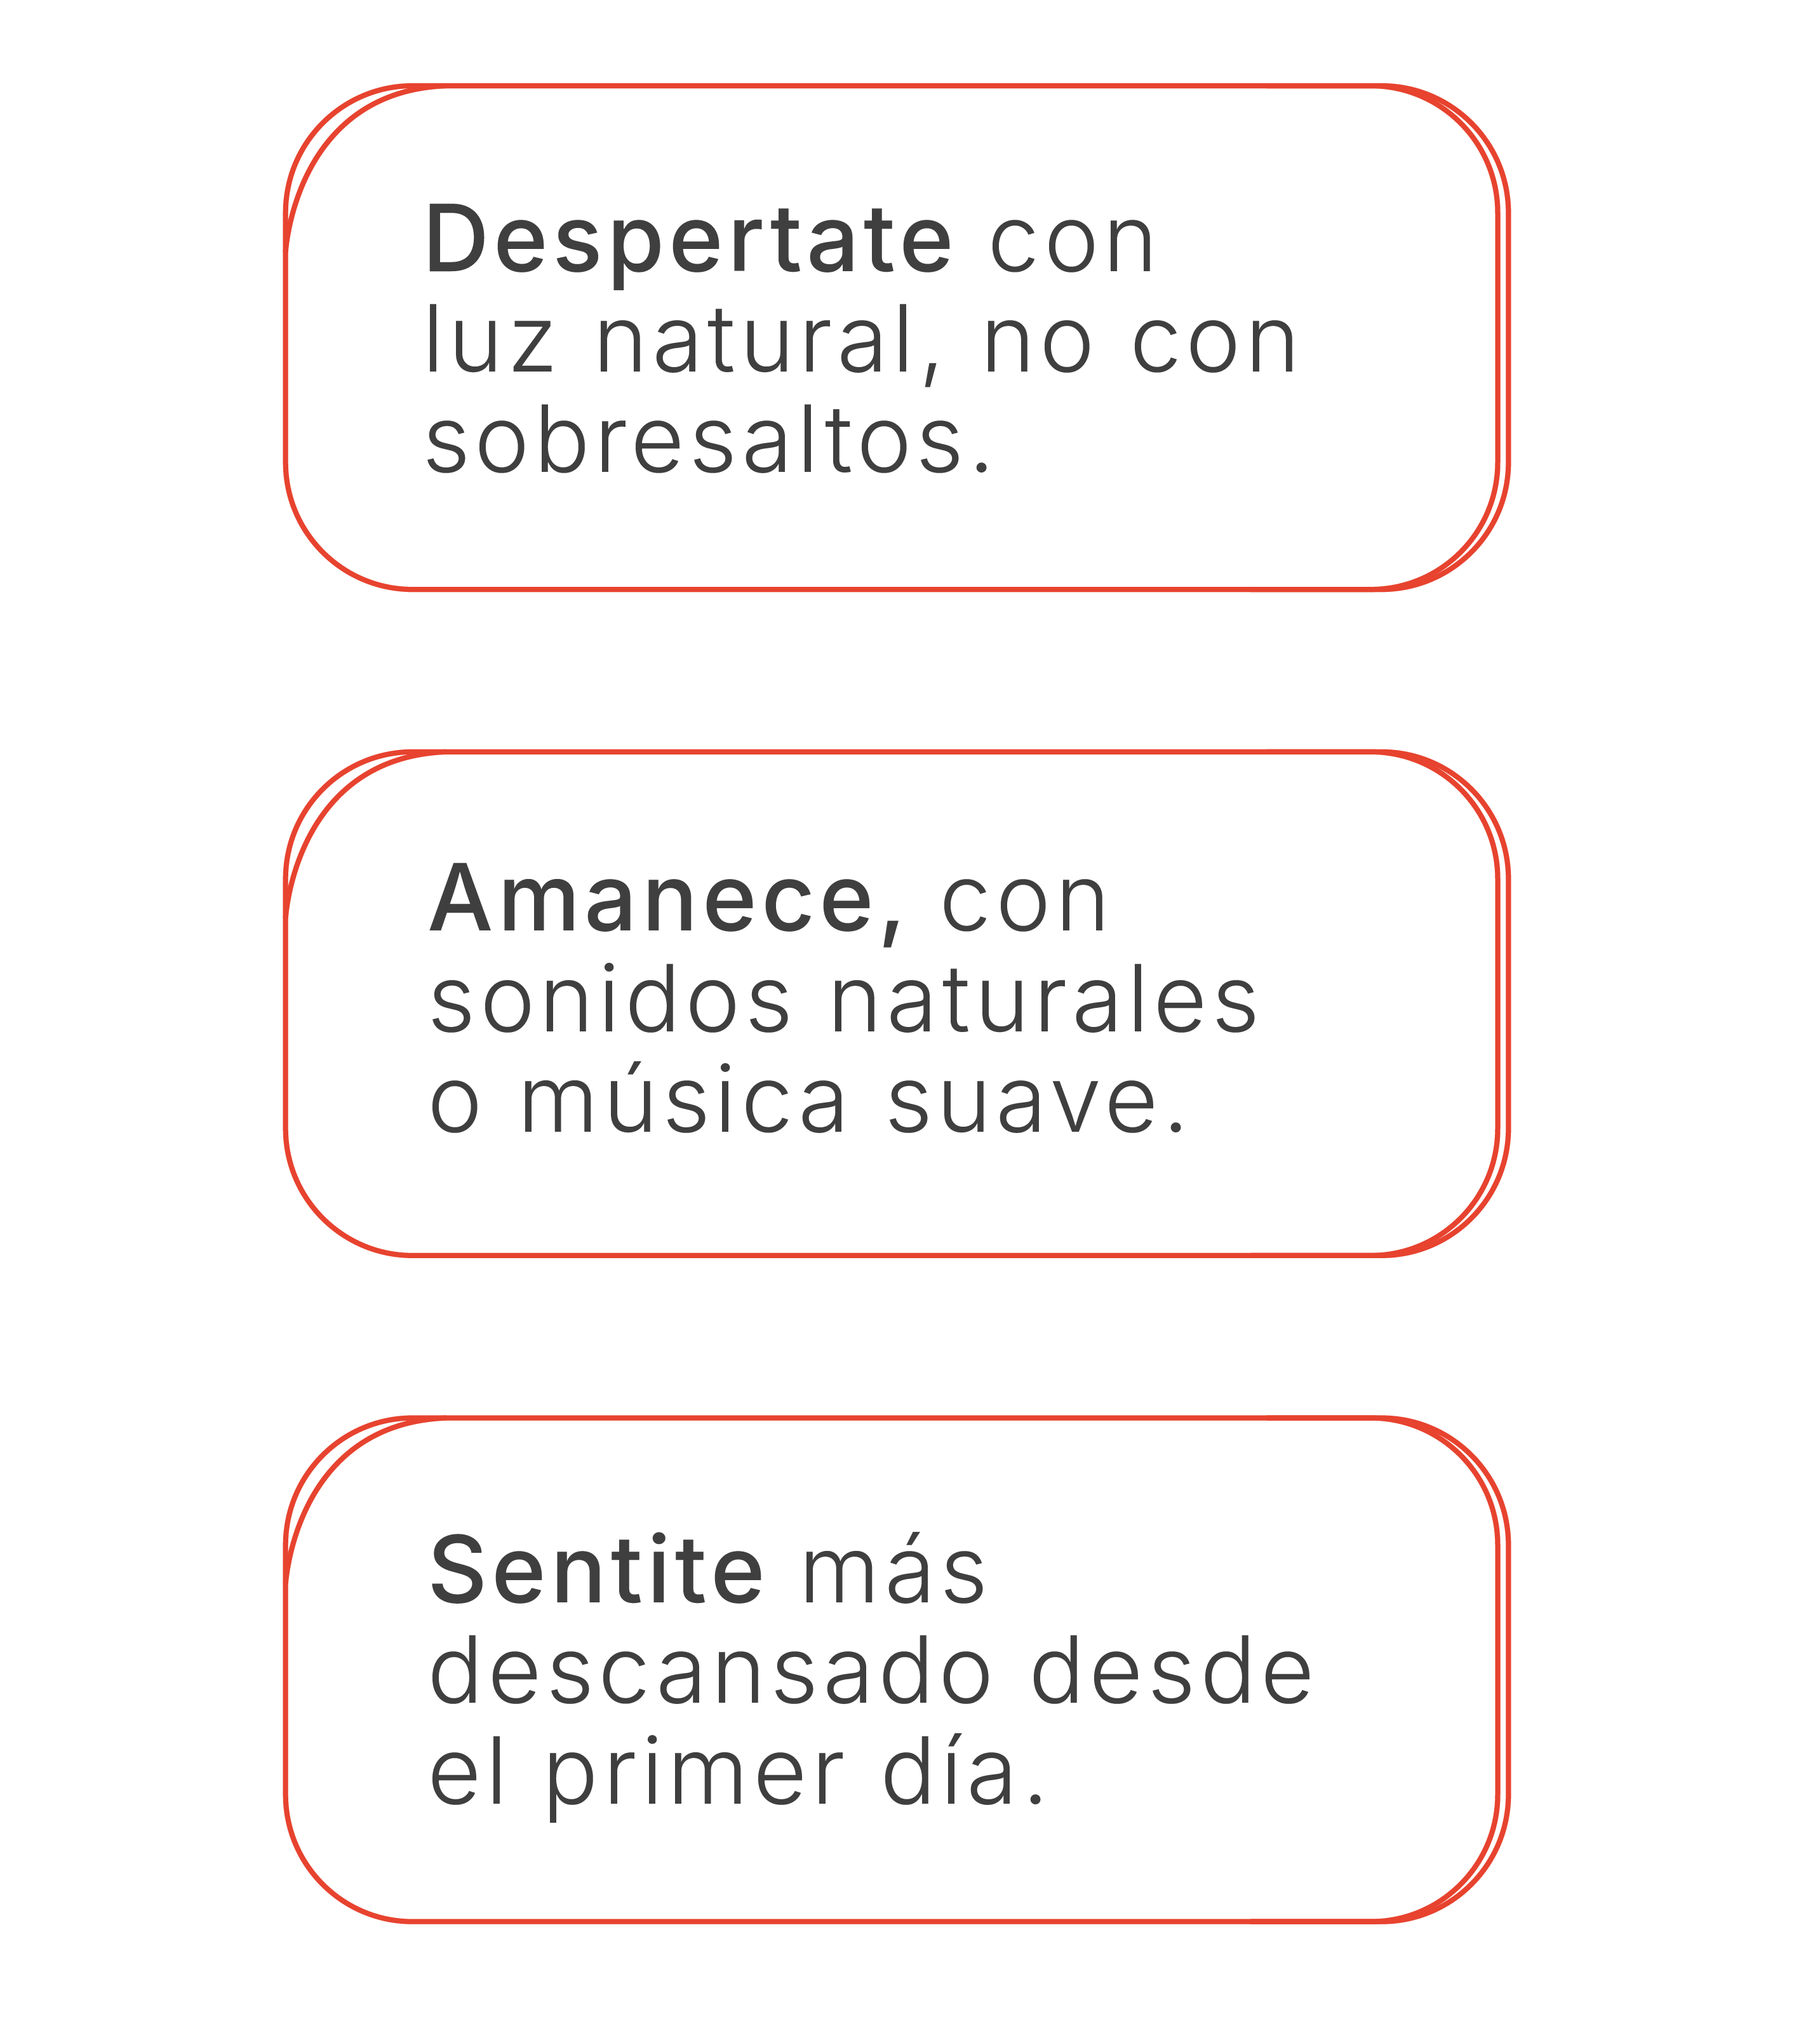 Despertate con
luz natural, no con
sobresaltos.
Amanece, con
sonidos naturales
o música suave.
Sentite más
descansado desde
el primer día.